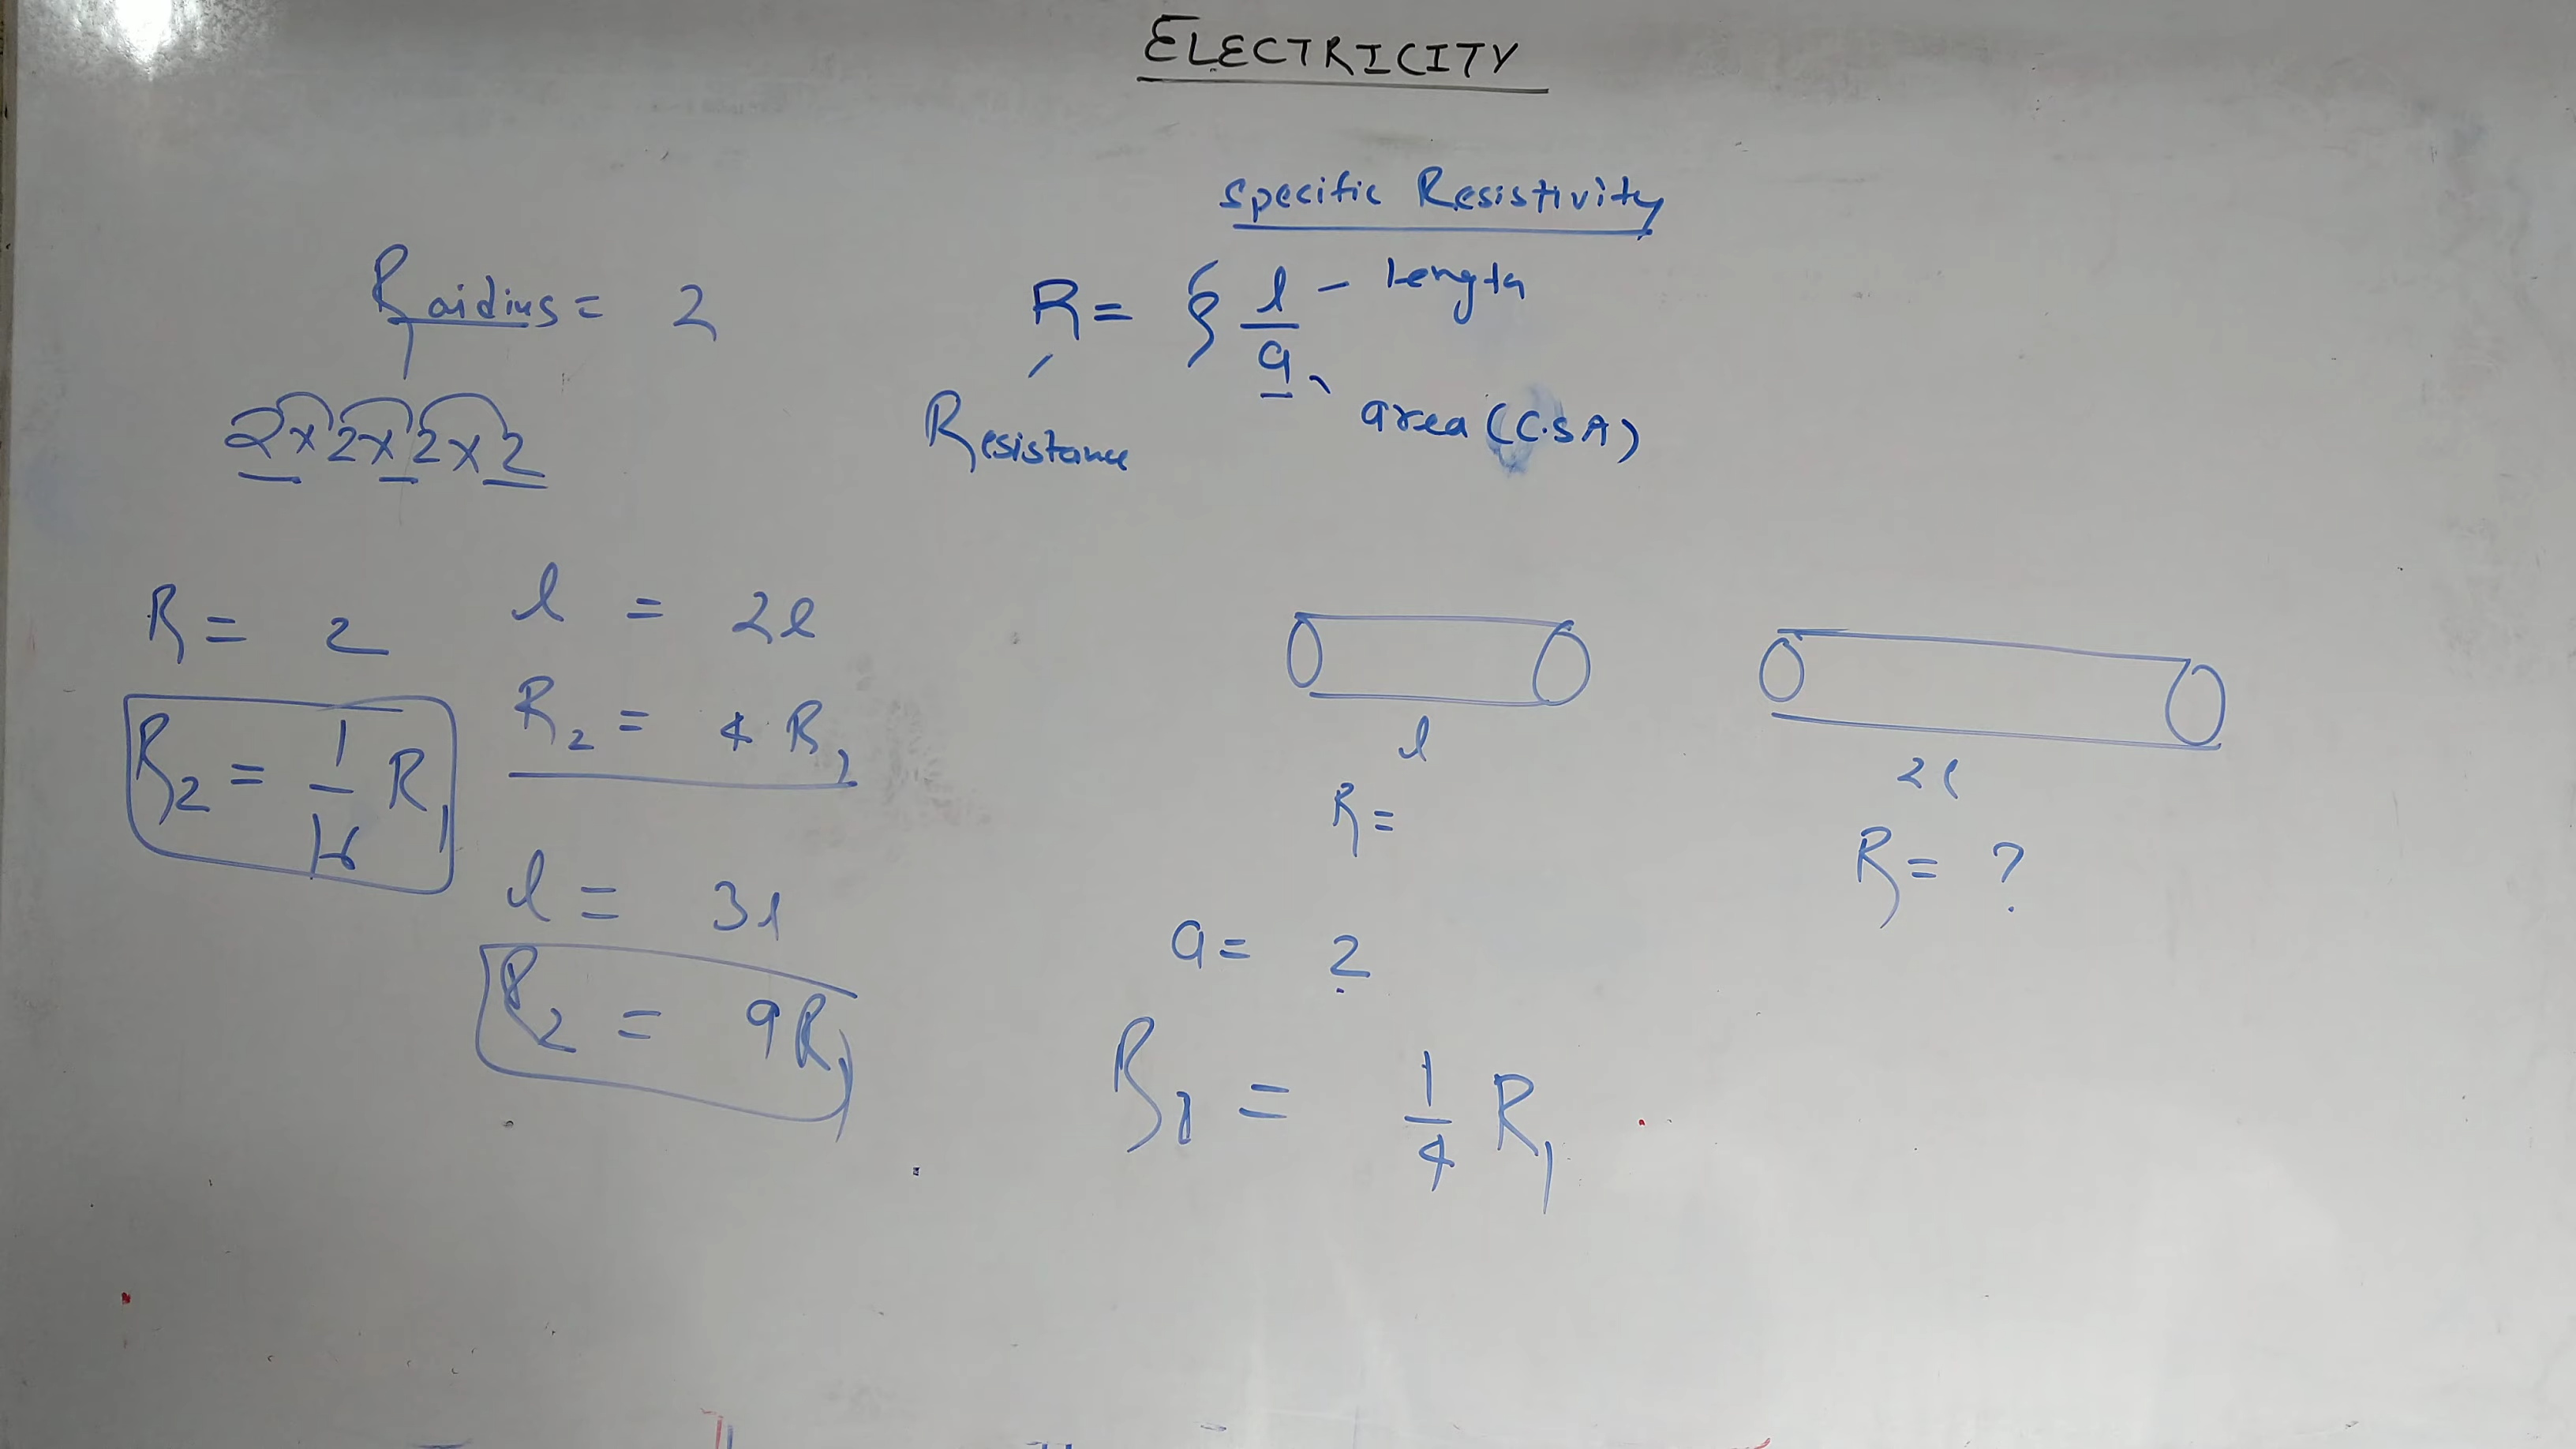 ELECTRICITY
Specific Resistivity
R = ξ l/a - Length
Resistance
area (C.S.A)
Raidius = 2
2x2x2x2
R = 2
R2 = 1/16 R1
l = 2l
R2 = 4 R1
l = 3l
R2 = 9R1
l
R=
2l
R= ?
a= 2
R2 = 1/4 R1